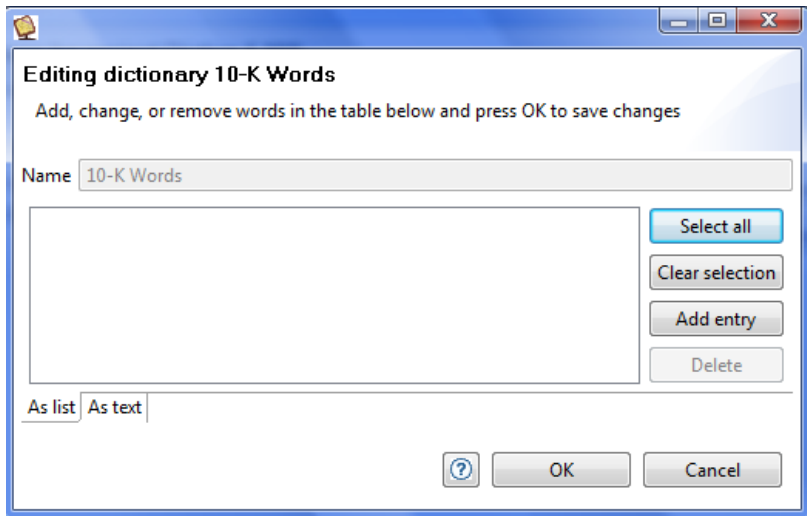 Editing dictionary 10-K Words
Add, change, or remove words in the table below and press OK to save changes
Name 10-K Words
Select all
Clear selection
Add entry
Delete
As list As text
? OK Cancel